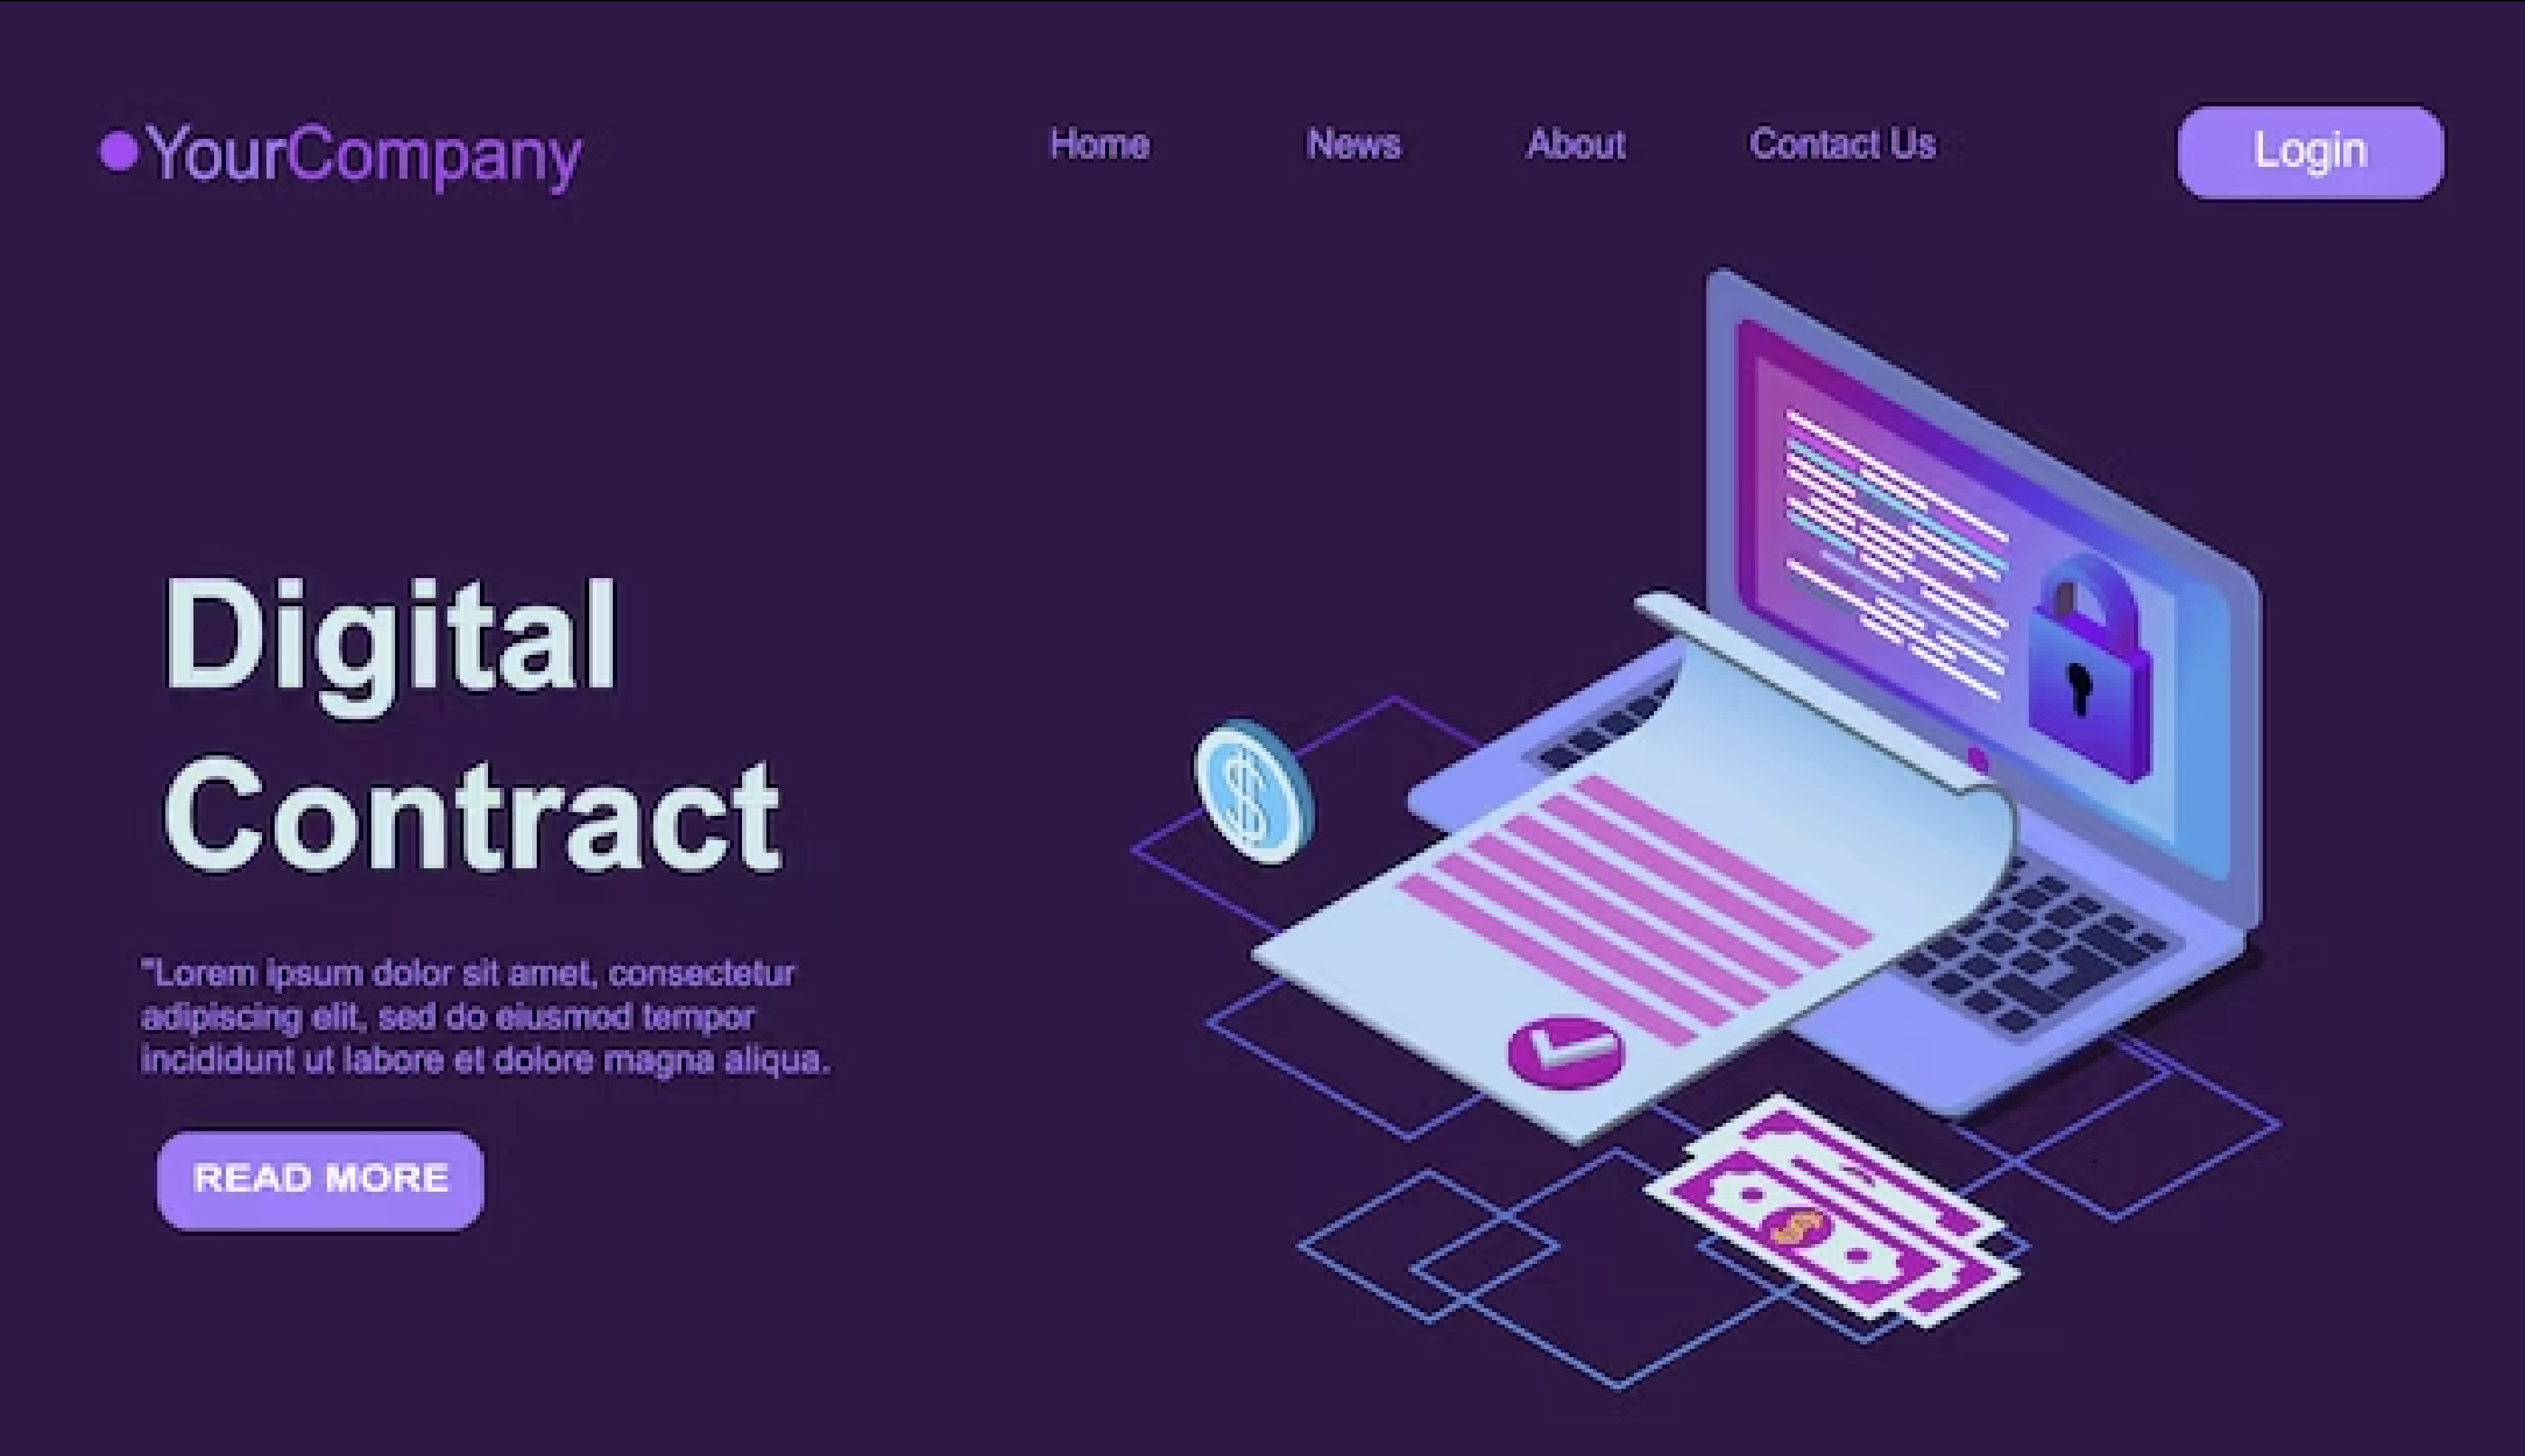 YourCompany
Home
News
About
Contact Us
Login
Digital
Contract
"Lorem ipsum dolor sit amet, consectetur
adipiscing elit, sed do eiusmod tempor
incididunt ut labore et dolore magna aliqua.
READ MORE